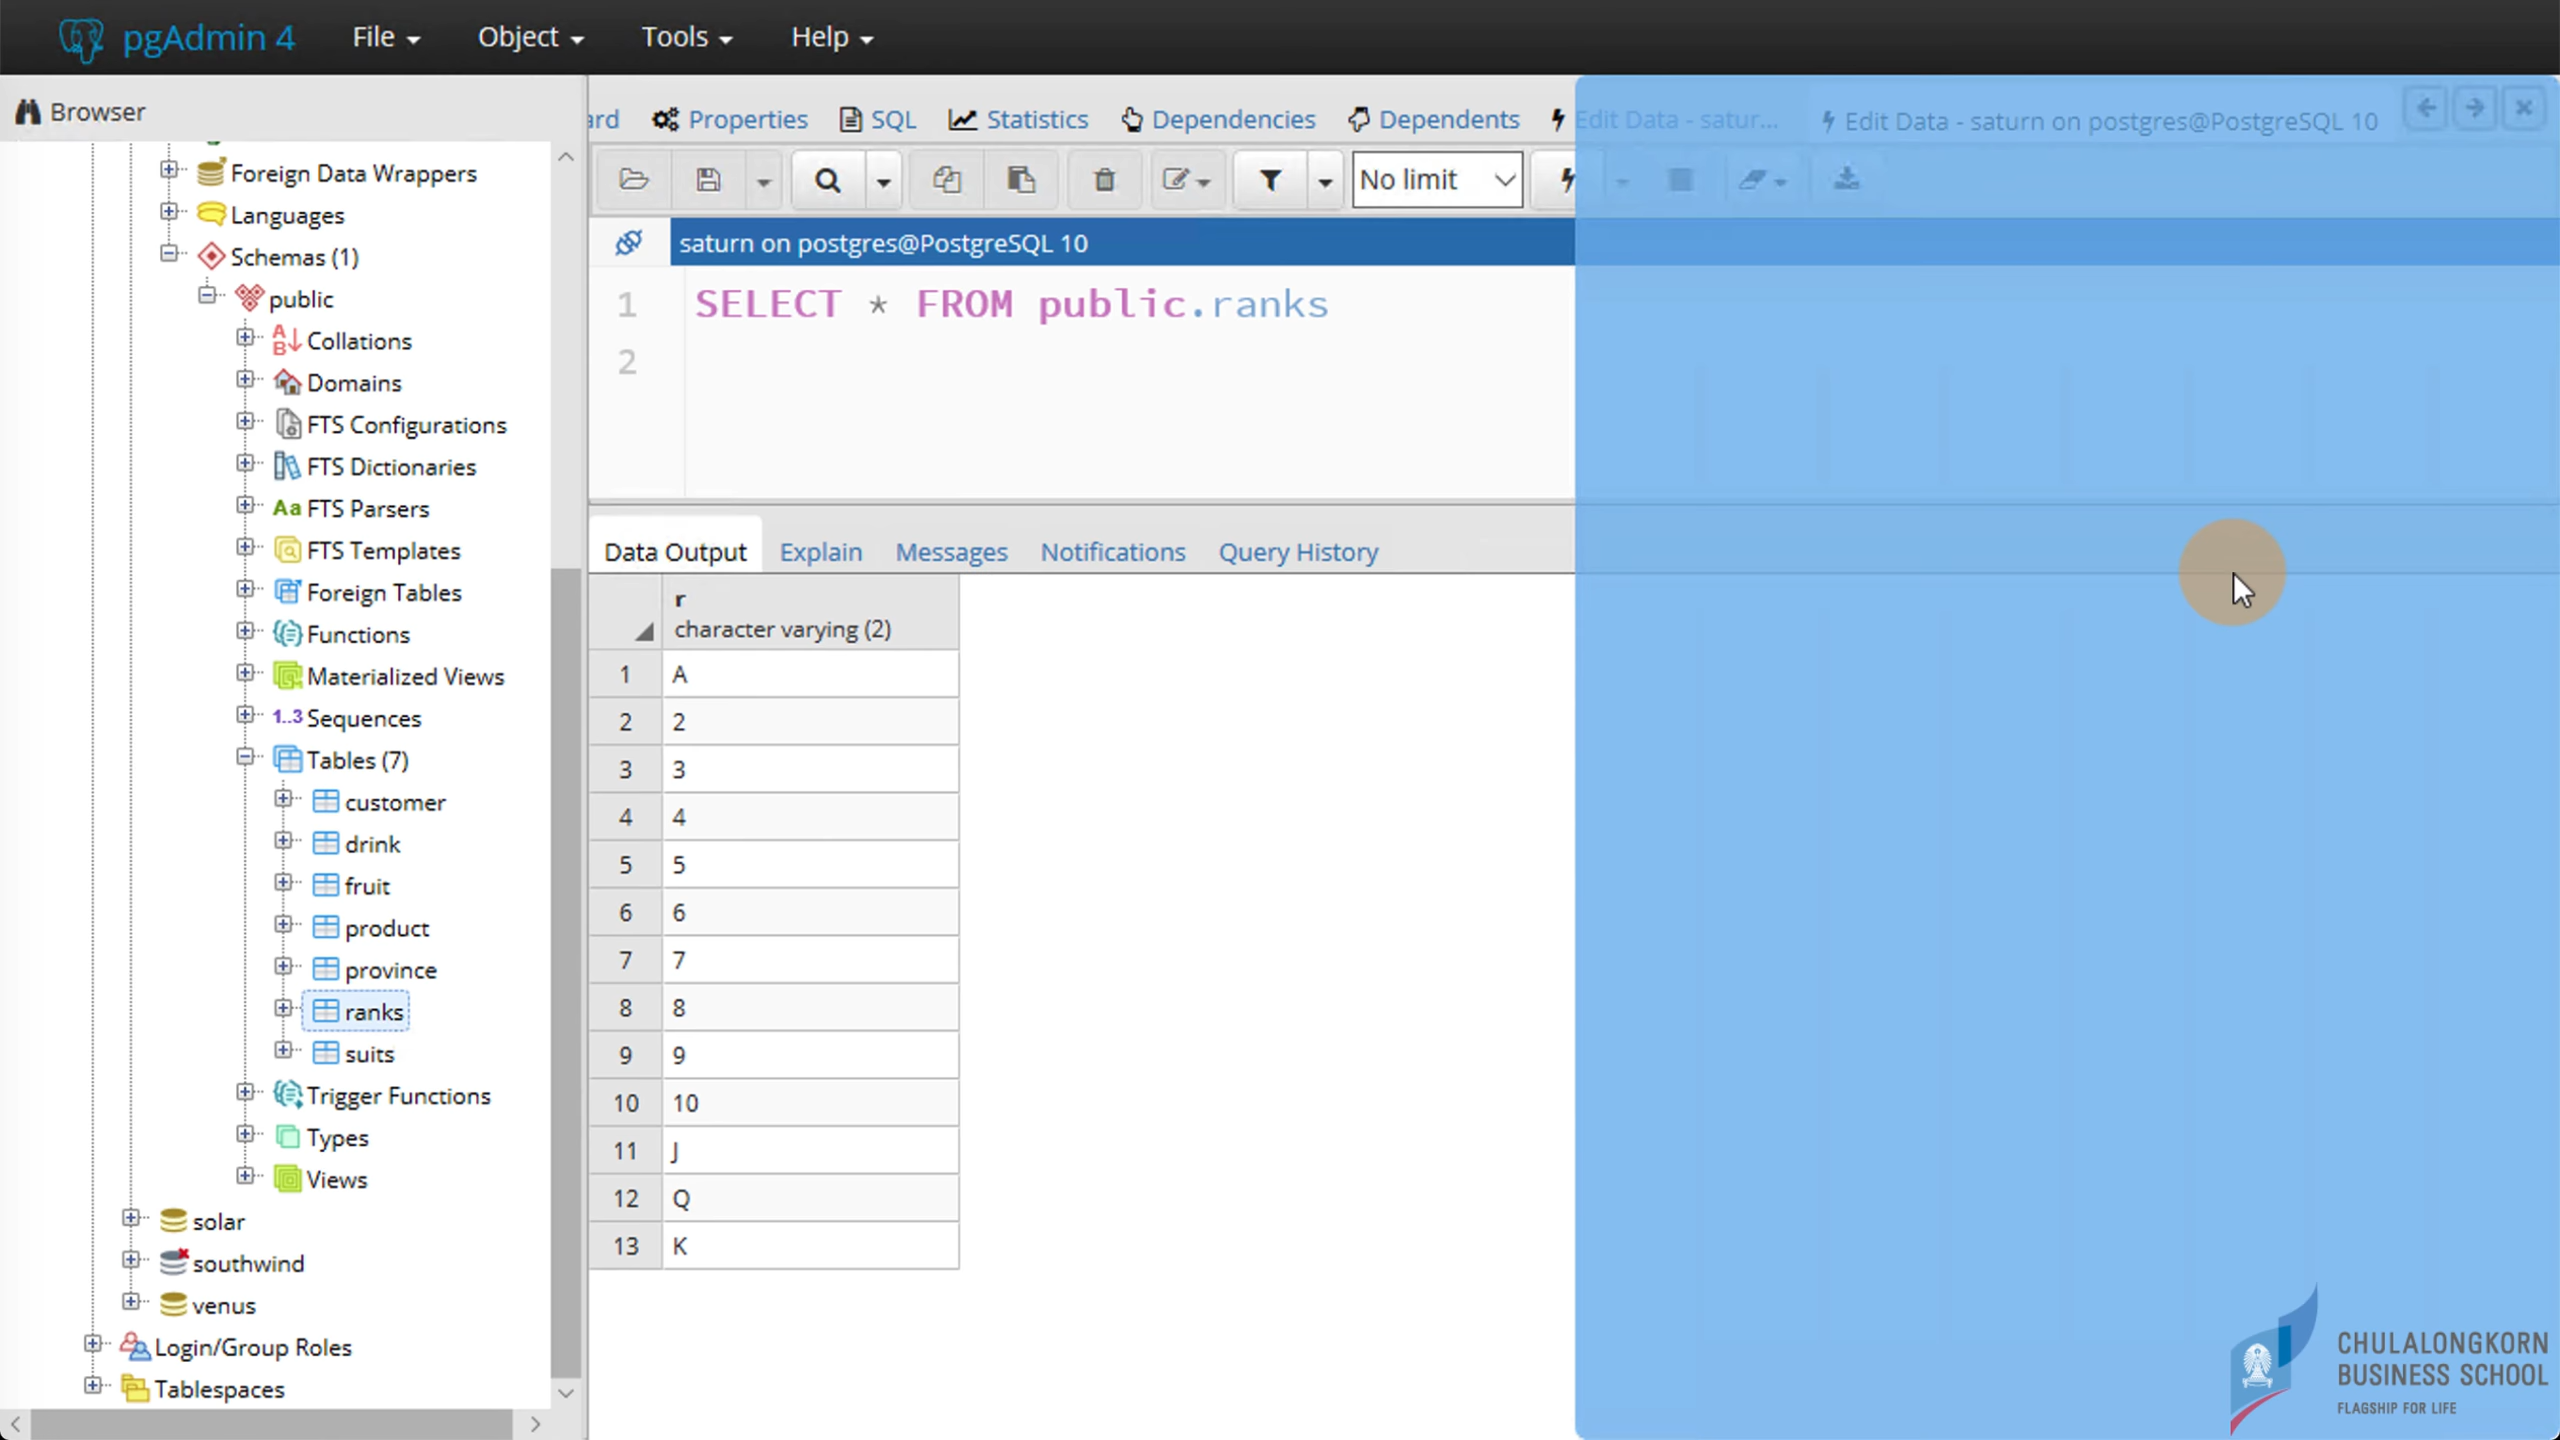 pgAdmin 4 File Object Tools Help
Browser
Foreign Data Wrappers
Languages
Schemas (1)
public
Collations
Domains
FTS Configurations
FTS Dictionaries
Aa FTS Parsers
FTS Templates
Foreign Tables
Functions
Materialized Views
1..3 Sequences
Tables (7)
customer
drink
fruit
product
province
ranks
suits
Trigger Functions
Types
Views
solar
southwind
venus
Login/Group Roles
Tablespaces
ard Properties SQL Statistics Dependencies Dependents Edit Data - satur... Edit Data - saturn on postgres@PostgreSQL 10
No limit
saturn on postgres@PostgreSQL 10
1 SELECT * FROM public.ranks
2
Data Output Explain Messages Notifications Query History
r
character varying (2)
1 A
2 2
3 3
4 4
5 5
6 6
7 7
8 8
9 9
10 10
11 J
12 Q
13 K
CHULALONGKORN
BUSINESS SCHOOL
FLAGSHIP FOR LIFE